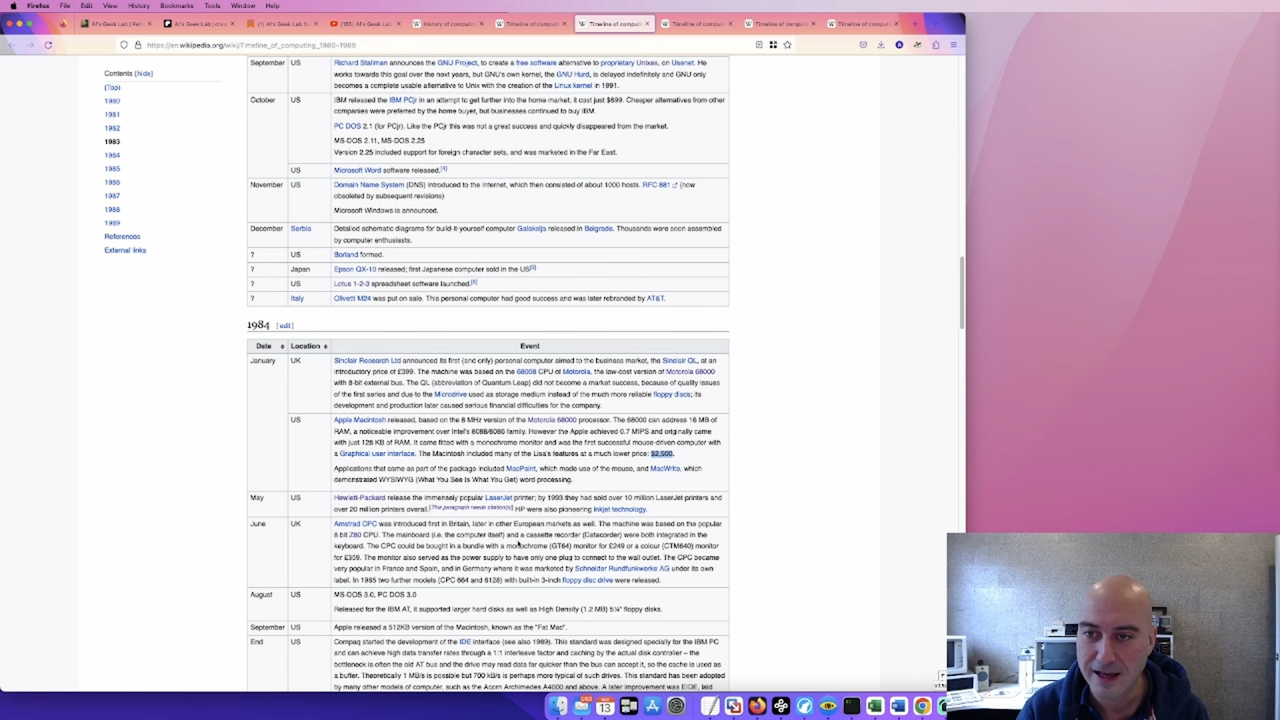 Firefox File Edit View History Bookmarks Tools Window Help
https://en.wikipedia.org/wiki/Timeline_of_computing_1980–1989
Contents [hide]
(Top)
1980
1981
1982
1983
1984
1985
1986
1987
1988
1989
References
External links
September US Richard Stallman announces the GNU Project, to create a free software alternative to proprietary Unixes, on Usenet. He
works towards this goal over the next years, but GNU's own kernel, the GNU Hurd, is delayed indefinitely and GNU only
becomes a complete usable alternative to Unix with the creation of the Linux kernel in 1991.
October US IBM released the IBM PCjr in an attempt to get further into the home market; it cost just $699. Cheaper alternatives from other
companies were preferred by the home buyer, but businesses continued to buy IBM.
PC DOS 2.1 (for PCjr). Like the PCjr this was not a great success and quickly disappeared from the market.
MS-DOS 2.11, MS-DOS 2.25
Version 2.25 included support for foreign character sets, and was marketed in the Far East.
US Microsoft Word software released.[4]
November US Domain Name System (DNS) introduced to the Internet, which then consisted of about 1000 hosts. RFC 881 (now
obsoleted by subsequent revisions)
Microsoft Windows is announced.
December Serbia Detailed schematic diagrams for build-it-yourself computer Galaksija released in Belgrade. Thousands were soon assembled
by computer enthusiasts.
? US Borland formed.
? Japan Epson QX-10 released; first Japanese computer sold in the US[5]
? US Lotus 1-2-3 spreadsheet software launched.[6]
? Italy Olivetti M24 was put on sale. This personal computer had good success and was later rebranded by AT&T.
1984 [edit]
Date Location Event
January UK Sinclair Research Ltd announced its first (and only) personal computer aimed to the business market, the Sinclair QL, at an
introductory price of £399. The machine was based on the 68008 CPU of Motorola, the low-cost version of Motorola 68000
with 8-bit external bus. The QL (abbreviation of Quantum Leap) did not become a market success, because of quality issues
of the first series and due to the Microdrive used as storage medium instead of the much more reliable floppy discs; its
development and production later caused serious financial difficulties for the company.
US Apple Macintosh released, based on the 8 MHz version of the Motorola 68000 processor. The 68000 can address 16 MB of
RAM, a noticeable improvement over Intel's 8088/8086 family. However the Apple achieved 0.7 MIPS and originally came
with just 128 KB of RAM. It came fitted with a monochrome monitor and was the first successful mouse-driven computer with
a Graphical user interface. The Macintosh included many of the Lisa's features at a much lower price: $2,500.
Applications that came as part of the package included MacPaint, which made use of the mouse, and MacWrite, which
demonstrated WYSIWYG (What You See Is What You Get) word processing.
May US Hewlett-Packard release the immensely popular LaserJet printer; by 1993 they had sold over 10 million LaserJet printers and
over 20 million printers overall.[This paragraph needs citation(s)] HP were also pioneering inkjet technology.
June UK Amstrad CPC was introduced first in Britain, later in other European markets as well. The machine was based on the popular
8 bit Z80 CPU. The mainboard (i.e. the computer itself) and a cassette recorder (Datacorder) were both integrated in the
keyboard. The CPC could be bought in a bundle with a monochrome (GT64) monitor for £249 or a colour (CTM640) monitor
for £359. The monitor also served as the power supply to have only one plug to connect to the wall outlet. The CPC became
very popular in France and Spain, and in Germany where it was marketed by Schneider Rundfunkwerke AG under its own
label. In 1985 two further models (CPC 664 and 6128) with built-in 3-inch floppy disc drive were released.
August US MS-DOS 3.0, PC DOS 3.0
Released for the IBM AT, it supported larger hard disks as well as High Density (1.2 MB) 5¼" floppy disks.
September US Apple released a 512KB version of the Macintosh, known as the "Fat Mac".
End US Compaq started the development of the IDE interface (see also 1989). This standard was designed specially for the IBM PC
and can achieve high data transfer rates through a 1:1 interleave factor and caching by the actual disk controller – the
bottleneck is often the old AT bus and the drive may read data far quicker than the bus can accept it, so the cache is used as
a buffer. Theoretically 1 MB/s is possible but 700 kB/s is perhaps more typical of such drives. This standard has been adopted
by many other models of computer, such as the Acorn Archimedes A4000 and above. A later improvement was EIDE, laid